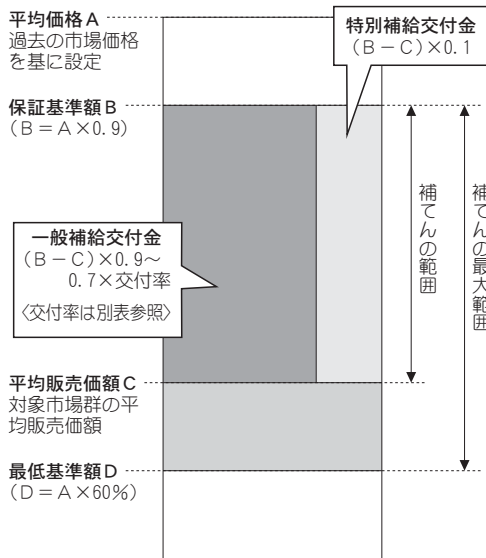 平均価格A
過去の市場価格
を基に設定
特別補給交付金
(B-C)×0.1
保証基準額B
(B=A×0.9)
一般補給交付金
(B-C)×0.9~
0.7×交付率
〈交付率は別表参照〉
補てんの範囲
補てんの最大範囲
平均販売価額C
対象市場群の平
均販売価額
最低基準額D
(D=A×60%)